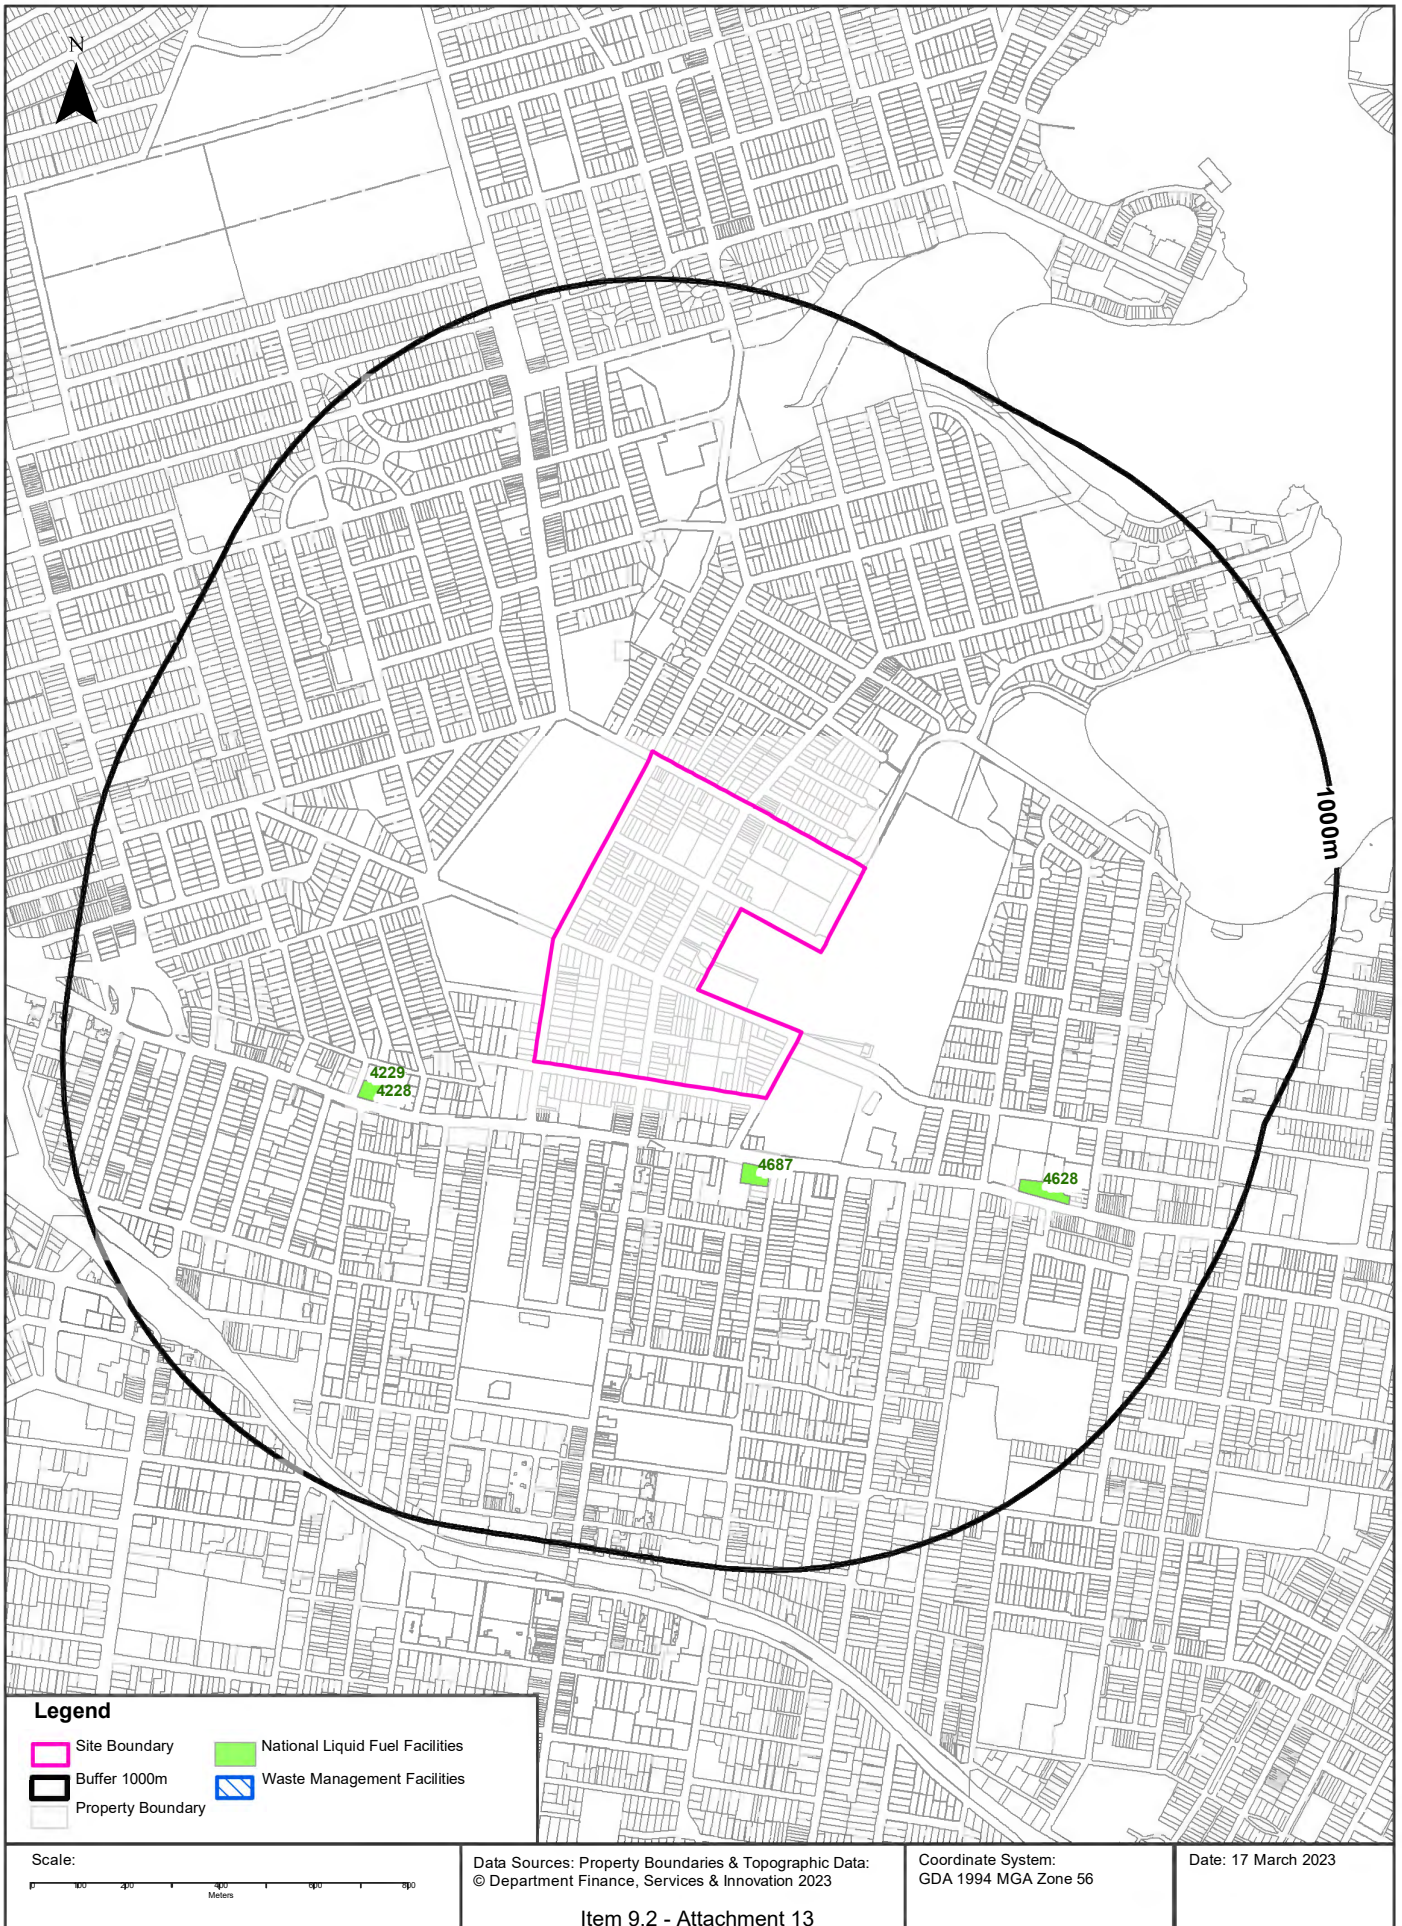 N
1000m
4229
4228
4687
4628
Legend
Site Boundary
National Liquid Fuel Facilities
Buffer 1000m
Waste Management Facilities
Property Boundary
Scale:
0 100 200 400 600 800
Meters
Data Sources: Property Boundaries & Topographic Data:
© Department Finance, Services & Innovation 2023
Coordinate System:
GDA 1994 MGA Zone 56
Date: 17 March 2023
Item 9.2 - Attachment 13